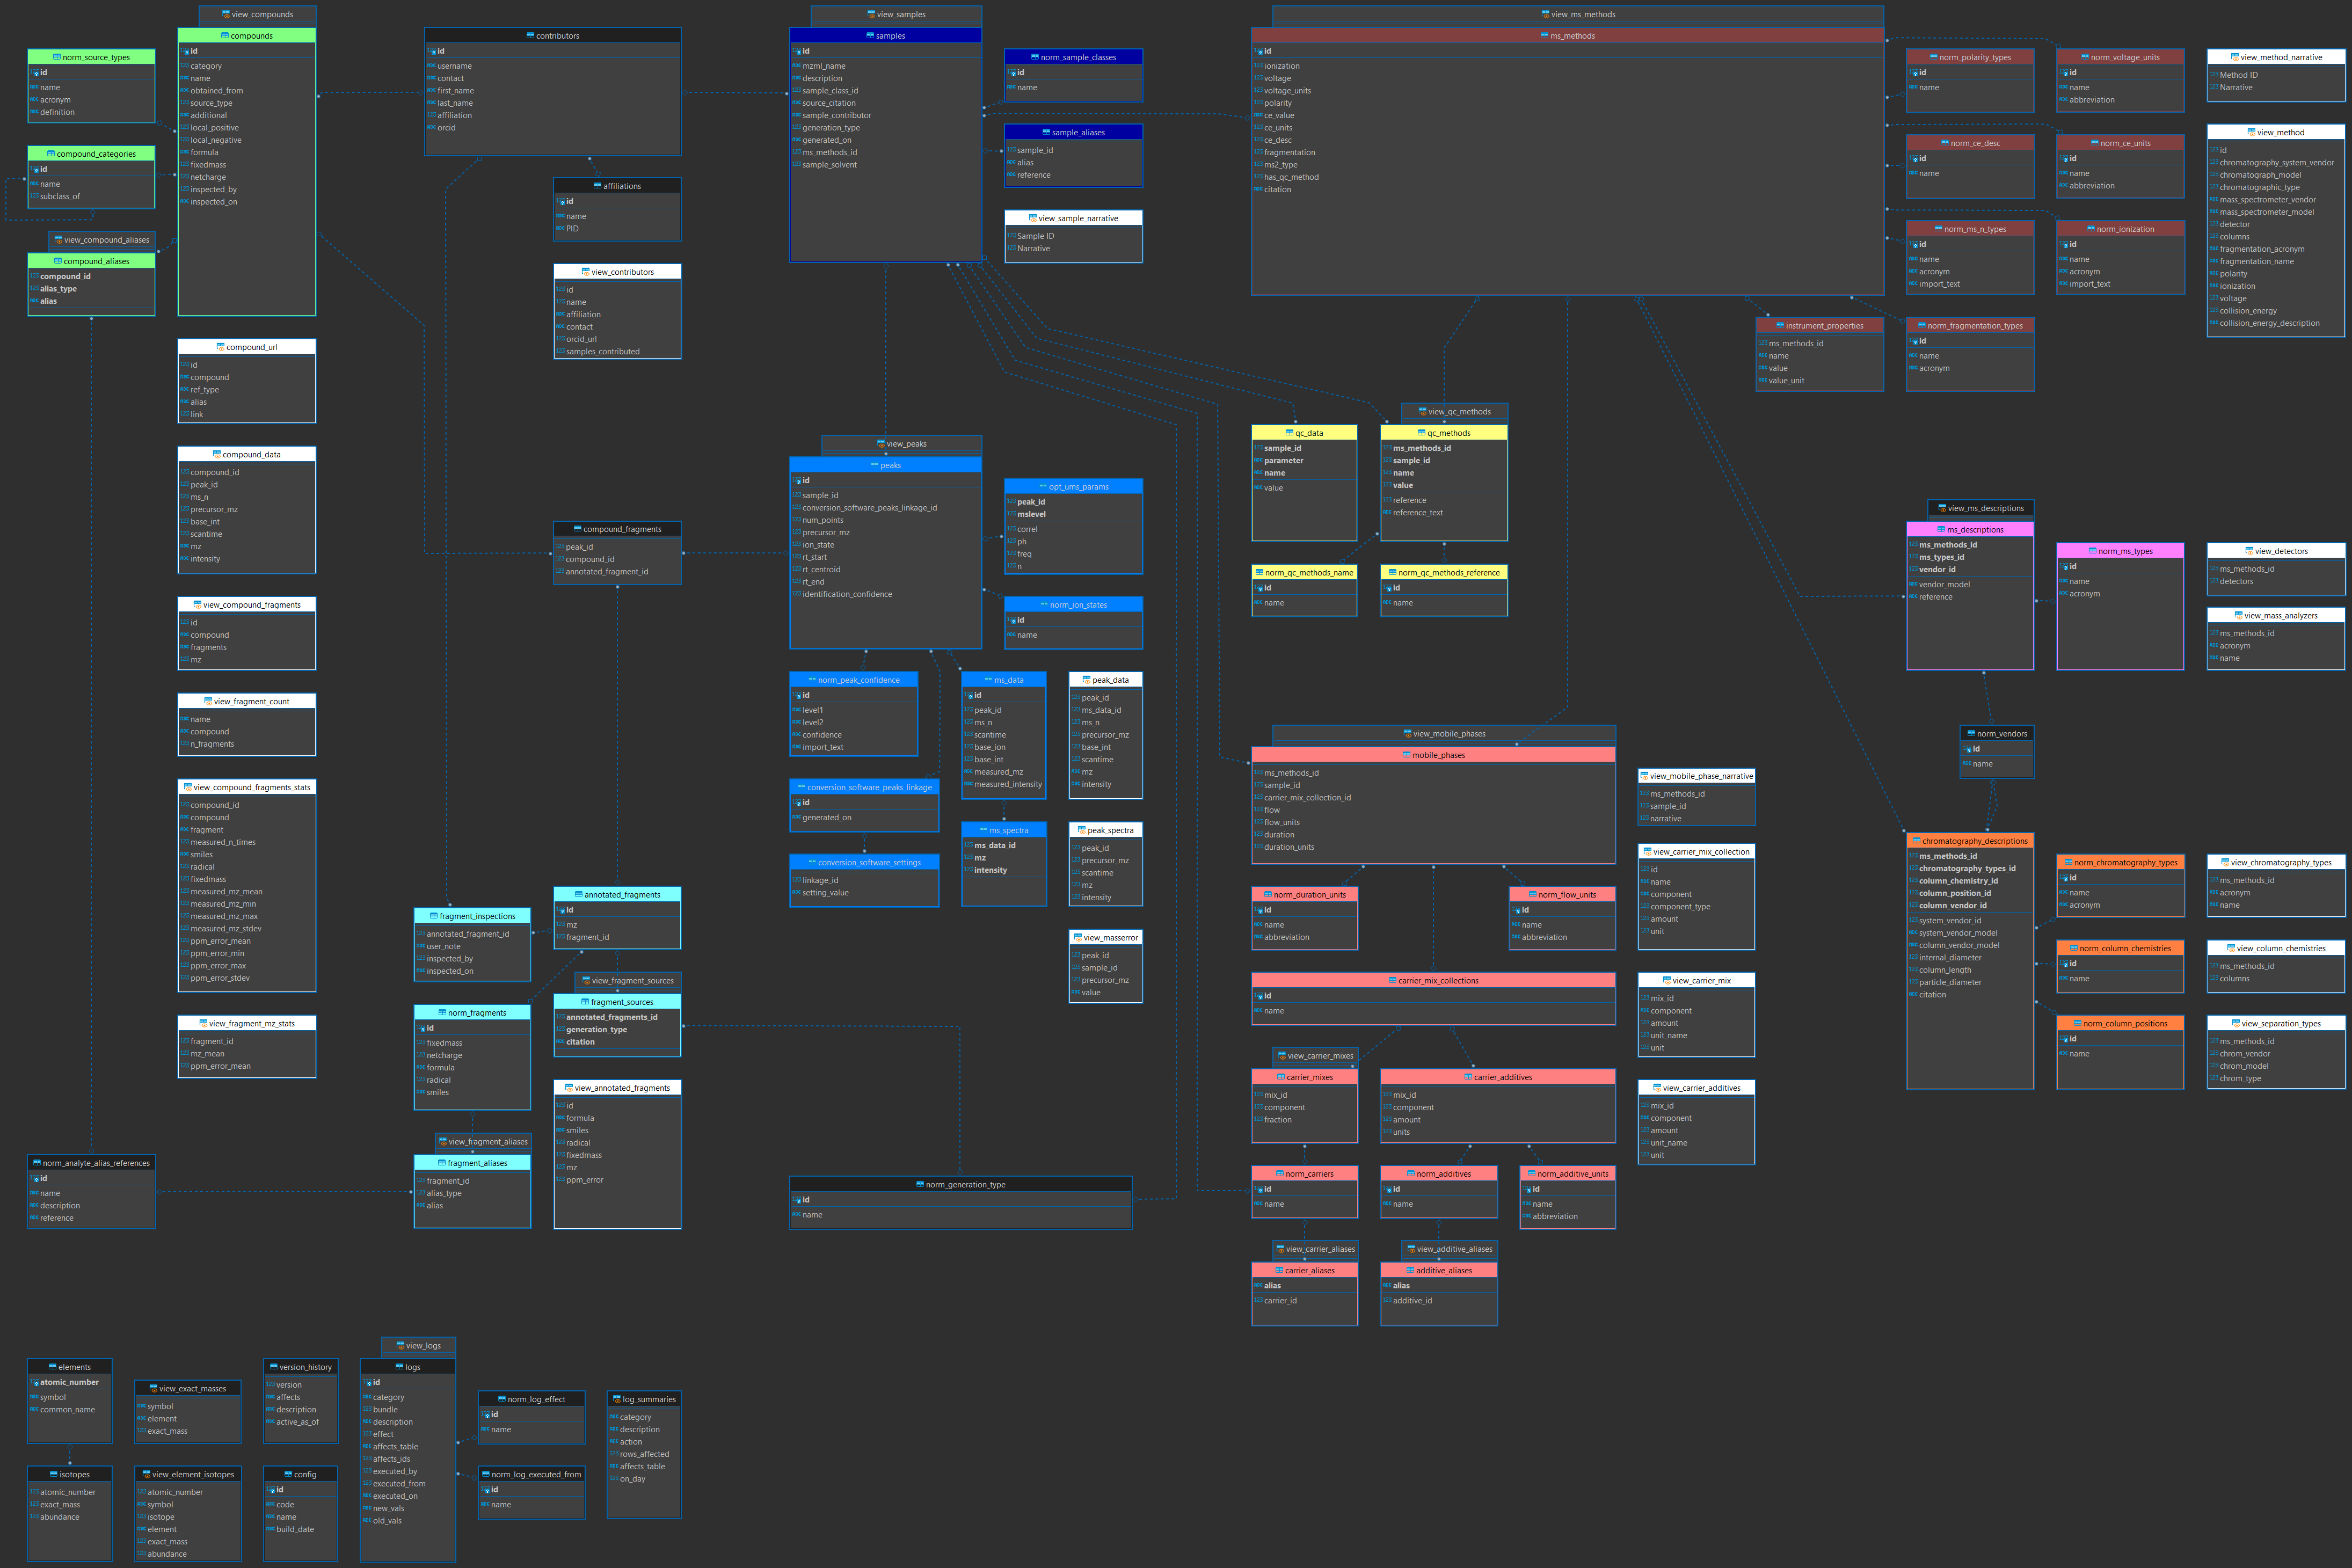 view_compounds
compounds
id
category
name
obtained_from
source_type
additional
local_positive
local_negative
formula
fixedmass
netcharge
inspected_by
inspected_on
norm_source_types
id
name
acronym
definition
compound_categories
id
name
subclass_of
view_compound_aliases
compound_aliases
compound_id
alias_type
alias
compound_url
id
compound
ref_type
alias
link
compound_data
compound_id
peak_id
ms_n
precursor_mz
base_int
scantime
mz
intensity
view_compound_fragments
id
compound
fragments
mz
view_fragment_count
name
compound
n_fragments
view_compound_fragments_stats
compound_id
compound
fragment
measured_n_times
smiles
radical
fixedmass
measured_mz_mean
measured_mz_min
measured_mz_max
measured_mz_stdev
ppm_error_mean
ppm_error_min
ppm_error_max
ppm_error_stdev
view_fragment_mz_stats
fragment_id
mz_mean
ppm_error_mean
norm_analyte_alias_references
id
name
description
reference
contributors
id
username
contact
first_name
last_name
affiliation
orcid
affiliations
id
name
PID
view_contributors
id
name
affiliation
contact
orcid_url
samples_contributed
compound_fragments
peak_id
compound_id
annotated_fragment_id
annotated_fragments
id
mz
fragment_id
fragment_inspections
annotated_fragment_id
user_note
inspected_by
inspected_on
view_fragment_sources
fragment_sources
annotated_fragments_id
generation_type
citation
norm_fragments
id
fixedmass
netcharge
formula
radical
smiles
view_annotated_fragments
id
formula
smiles
radical
fixedmass
mz
ppm_error
view_fragment_aliases
fragment_aliases
fragment_id
alias_type
alias
view_samples
samples
id
mzml_name
description
sample_class_id
source_citation
sample_contributor
generation_type
generated_on
ms_methods_id
sample_solvent
norm_sample_classes
id
name
sample_aliases
sample_id
alias
reference
view_sample_narrative
Sample ID
Narrative
view_peaks
peaks
id
sample_id
conversion_software_peaks_linkage_id
num_points
precursor_mz
ion_state
rt_start
rt_centroid
rt_end
identification_confidence
opt_ums_params
peak_id
mslevel
correl
ph
freq
n
norm_ion_states
id
name
norm_peak_confidence
id
level1
level2
confidence
import_text
ms_data
id
peak_id
ms_n
scantime
base_ion
base_int
measured_mz
measured_intensity
peak_data
peak_id
ms_data_id
ms_n
precursor_mz
base_int
scantime
mz
intensity
conversion_software_peaks_linkage
id
generated_on
ms_spectra
ms_data_id
mz
intensity
peak_spectra
peak_id
precursor_mz
scantime
mz
intensity
conversion_software_settings
linkage_id
setting_value
view_masserror
peak_id
sample_id
precursor_mz
value
norm_generation_type
id
name
view_ms_methods
ms_methods
id
ionization
voltage
voltage_units
polarity
ce_value
ce_units
ce_desc
fragmentation
ms2_type
has_qc_method
citation
norm_polarity_types
id
name
norm_voltage_units
id
name
abbreviation
norm_ce_desc
id
name
norm_ce_units
id
name
abbreviation
norm_ms_n_types
id
name
acronym
import_text
norm_ionization
id
name
acronym
import_text
instrument_properties
ms_methods_id
name
value
value_unit
norm_fragmentation_types
id
name
acronym
view_method_narrative
Method ID
Narrative
view_method
id
chromatography_system_vendor
chromatograph_model
chromatographic_type
mass_spectrometer_vendor
mass_spectrometer_model
detector
columns
fragmentation_acronym
fragmentation_name
polarity
ionization
voltage
collision_energy
collision_energy_description
qc_data
sample_id
parameter
name
value
view_qc_methods
qc_methods
ms_methods_id
sample_id
name
value
reference
reference_text
norm_qc_methods_name
id
name
norm_qc_methods_reference
id
name
view_ms_descriptions
ms_descriptions
ms_methods_id
ms_types_id
vendor_id
vendor_model
reference
norm_ms_types
id
name
acronym
view_detectors
ms_methods_id
detectors
view_mass_analyzers
ms_methods_id
acronym
name
norm_vendors
id
name
view_mobile_phases
mobile_phases
ms_methods_id
sample_id
carrier_mix_collection_id
flow
flow_units
duration
duration_units
view_mobile_phase_narrative
ms_methods_id
sample_id
narrative
norm_duration_units
id
name
abbreviation
norm_flow_units
id
name
abbreviation
view_carrier_mix_collection
id
name
component
component_type
amount
unit
carrier_mix_collections
id
name
view_carrier_mix
mix_id
component
amount
unit_name
unit
view_carrier_mixes
carrier_mixes
mix_id
component
fraction
carrier_additives
mix_id
component
amount
units
view_carrier_additives
mix_id
component
amount
unit_name
unit
norm_carriers
id
name
norm_additives
id
name
norm_additive_units
id
name
abbreviation
view_carrier_aliases
carrier_aliases
alias
carrier_id
view_additive_aliases
additive_aliases
alias
additive_id
chromatography_descriptions
ms_methods_id
chromatography_types_id
column_chemistry_id
column_position_id
column_vendor_id
system_vendor_id
system_vendor_model
column_vendor_model
internal_diameter
column_length
particle_diameter
citation
norm_chromatography_types
id
name
acronym
norm_column_chemistries
id
name
norm_column_positions
id
name
view_chromatography_types
ms_methods_id
acronym
name
view_column_chemistries
ms_methods_id
columns
view_separation_types
ms_methods_id
chrom_vendor
chrom_model
chrom_type
elements
atomic_number
symbol
common_name
view_exact_masses
symbol
element
exact_mass
version_history
version
affects
description
active_as_of
view_logs
logs
id
category
bundle
description
effect
affects_table
affects_ids
executed_by
executed_from
executed_on
new_vals
old_vals
norm_log_effect
id
name
log_summaries
category
description
action
rows_affected
affects_table
on_day
isotopes
atomic_number
exact_mass
abundance
view_element_isotopes
atomic_number
symbol
isotope
element
exact_mass
abundance
config
id
code
name
build_date
norm_log_executed_from
id
name